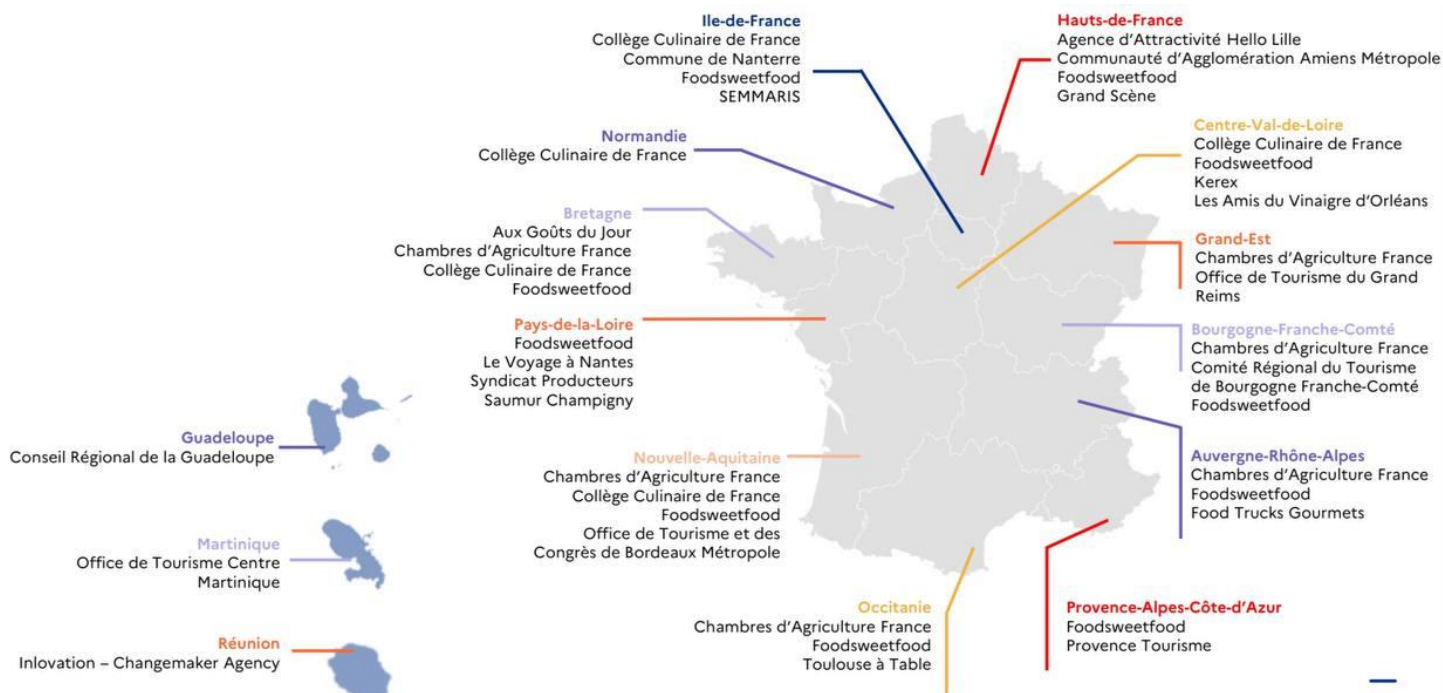 Ile-de-France
Collège Culinaire de France
Commune de Nanterre
Foodsweetfood
SEMMARIS
Hauts-de-France
Agence d'Attractivité Hello Lille
Communauté d'Agglomération Amiens Métropole
Foodsweetfood
Grand Scène
Normandie
Collège Culinaire de France
Centre-Val-de-Loire
Collège Culinaire de France
Foodsweetfood
Kerex
Les Amis du Vinaigre d'Orléans
Bretagne
Aux Goûts du Jour
Chambres d'Agriculture France
Collège Culinaire de France
Foodsweetfood
Grand-Est
Chambres d'Agriculture France
Office de Tourisme du Grand
Reims
Pays-de-la-Loire
Foodsweetfood
Le Voyage à Nantes
Syndicat Producteurs
Saumur Champigny
Bourgogne-Franche-Comté
Chambres d'Agriculture France
Comité Régional du Tourisme
de Bourgogne Franche-Comté
Foodsweetfood
Guadeloupe
Conseil Régional de la Guadeloupe
Nouvelle-Aquitaine
Chambres d'Agriculture France
Collège Culinaire de France
Foodsweetfood
Office de Tourisme et des
Congrès de Bordeaux Métropole
Auvergne-Rhône-Alpes
Chambres d'Agriculture France
Foodsweetfood
Food Trucks Gourmets
Martinique
Office de Tourisme Centre
Martinique
Occitanie
Chambres d'Agriculture France
Foodsweetfood
Toulouse à Table
Provence-Alpes-Côte-d'Azur
Foodsweetfood
Provence Tourisme
Réunion
Inlovation – Changemaker Agency